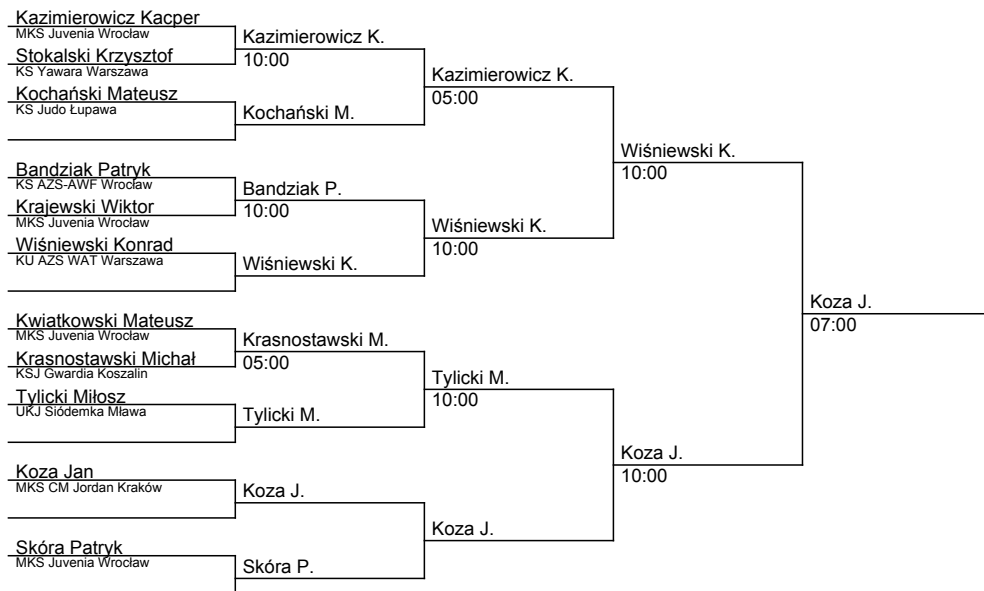 Kazimierowicz Kacper
MKS Juvenia Wrocław
Stokalski Krzysztof
KS Yawara Warszawa
Kochański Mateusz
KS Judo Łupawa
Bandziak Patryk
KS AZS-AWF Wrocław
Krajewski Wiktor
MKS Juvenia Wrocław
Wiśniewski Konrad
KU AZS WAT Warszawa
Kwiatkowski Mateusz
MKS Juvenia Wrocław
Krasnostawski Michał
KSJ Gwardia Koszalin
Tylicki Miłosz
UKJ Siódemka Mława
Koza Jan
MKS CM Jordan Kraków
Skóra Patryk
MKS Juvenia Wrocław
Kazimierowicz K.
10:00
Kochański M.
Bandziak P.
10:00
Wiśniewski K.
Krasnostawski M.
05:00
Tylicki M.
Koza J.
Skóra P.
Kazimierowicz K.
05:00
Wiśniewski K.
10:00
Tylicki M.
10:00
Koza J.
Wiśniewski K.
10:00
Koza J.
10:00
Koza J.
07:00